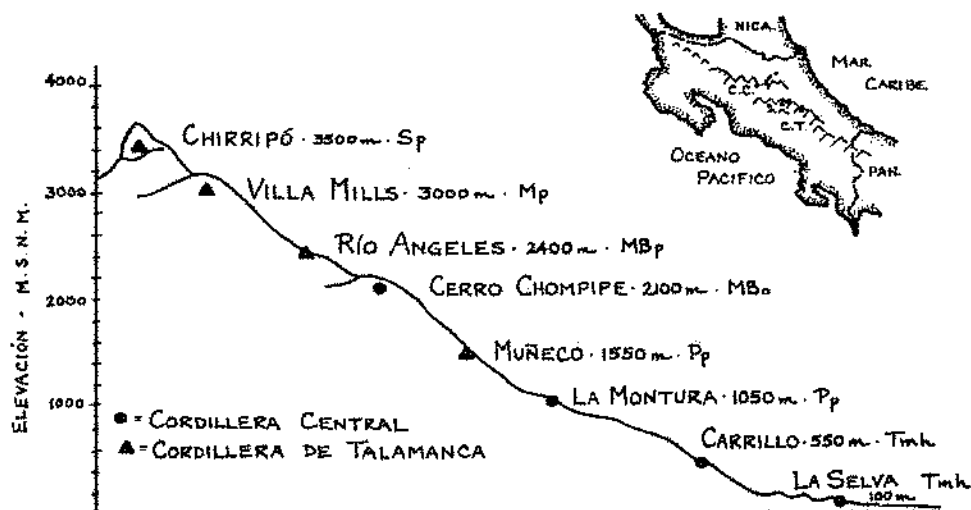 NICA.
MAR
CARIBE
C.C.
C.T.
OCEANO
PACIFICO
PAN.
ELEVACIÓN - M.S.N.M.
4000
3000
2000
1000
CHIRRIPÓ · 3500m · Sp
VILLA MILLS · 3000m · Mp
RÍO ANGELES · 2400m · MBp
CERRO CHOMPIPE · 2100m · MBo
MUÑECO · 1550m · Pp
LA MONTURA · 1050m · Pp
CARRILLO · 550m · Tmh
LA SELVA Tmh
100m
= CORDILLERA CENTRAL
= CORDILLERA DE TALAMANCA